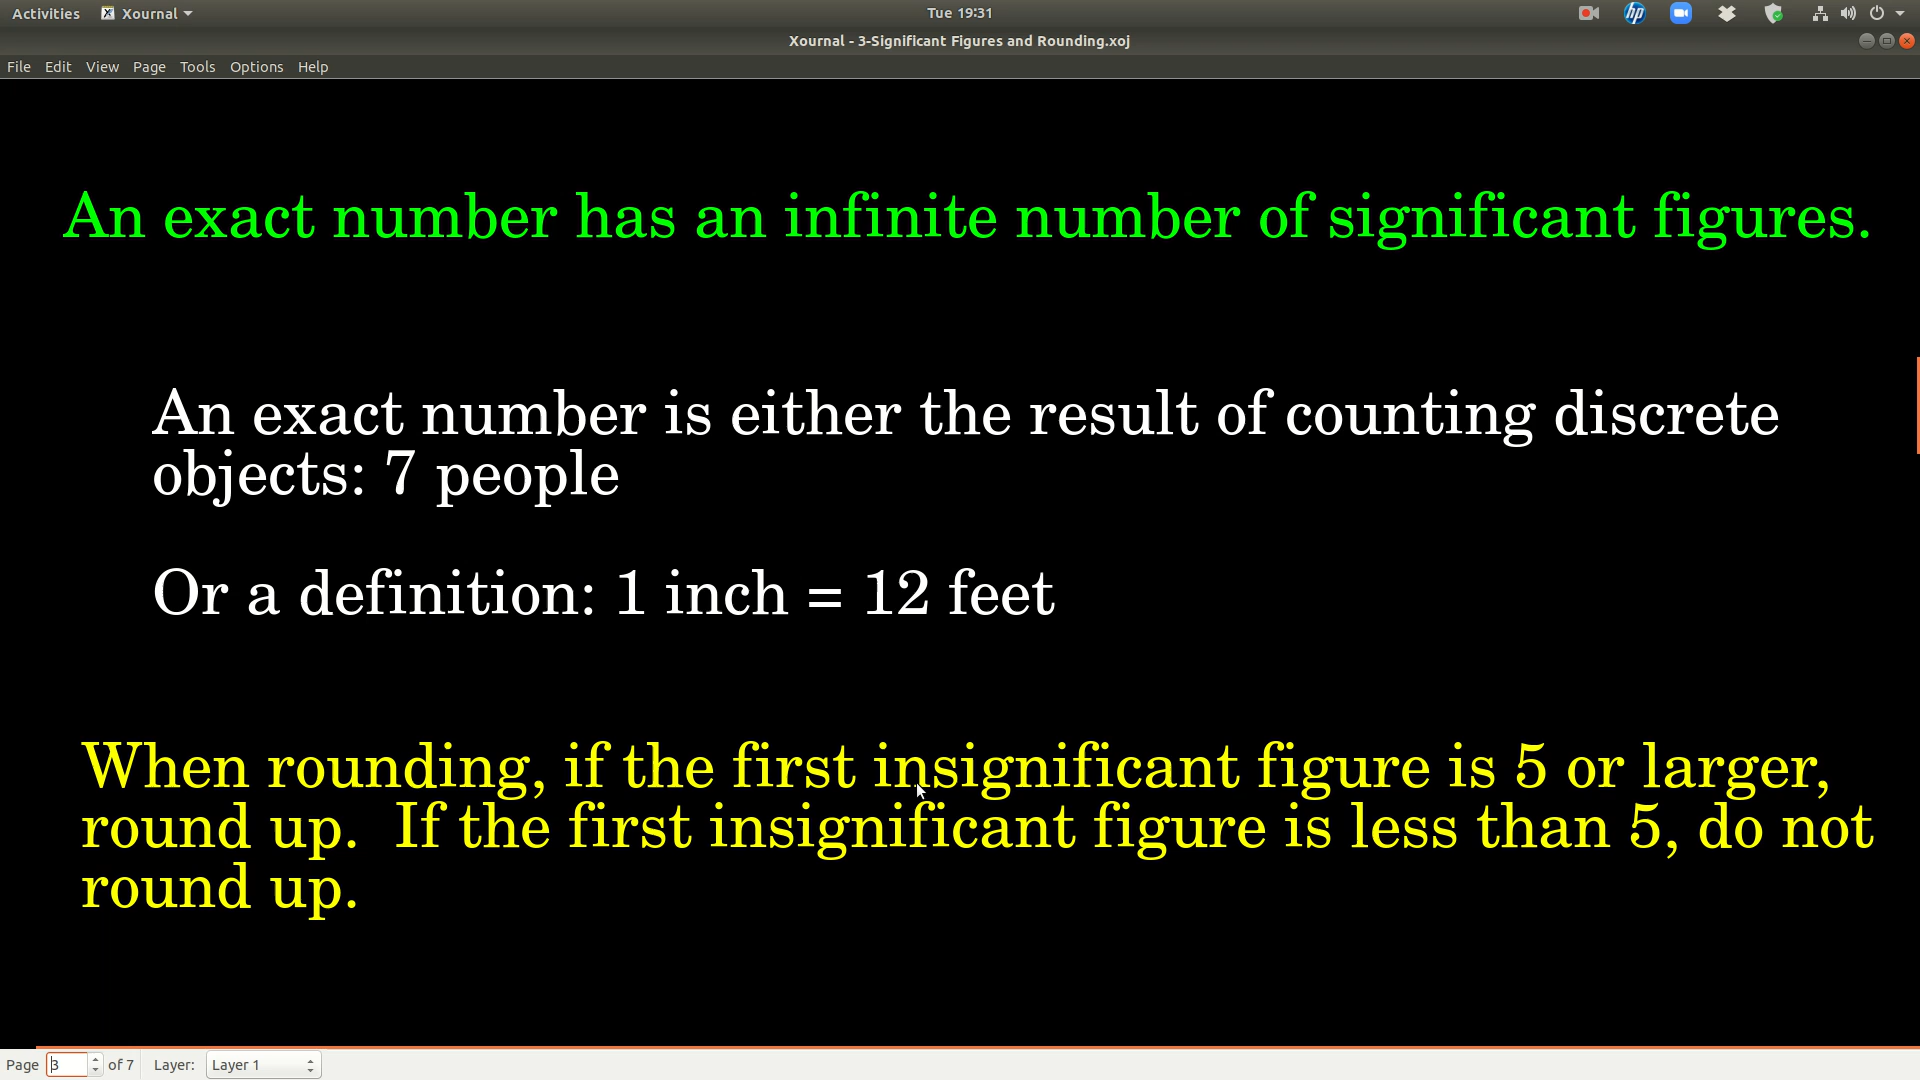 Activities Xournal Tue 19:31
Xournal - 3-Significant Figures and Rounding.xoj
File Edit View Page Tools Options Help
An exact number has an infinite number of significant figures.
An exact number is either the result of counting discrete
objects: 7 people
Or a definition: 1 inch = 12 feet
When rounding, if the first insignificant figure is 5 or larger,
round up. If the first insignificant figure is less than 5, do not
round up.
Page 3 of 7 Layer: Layer 1